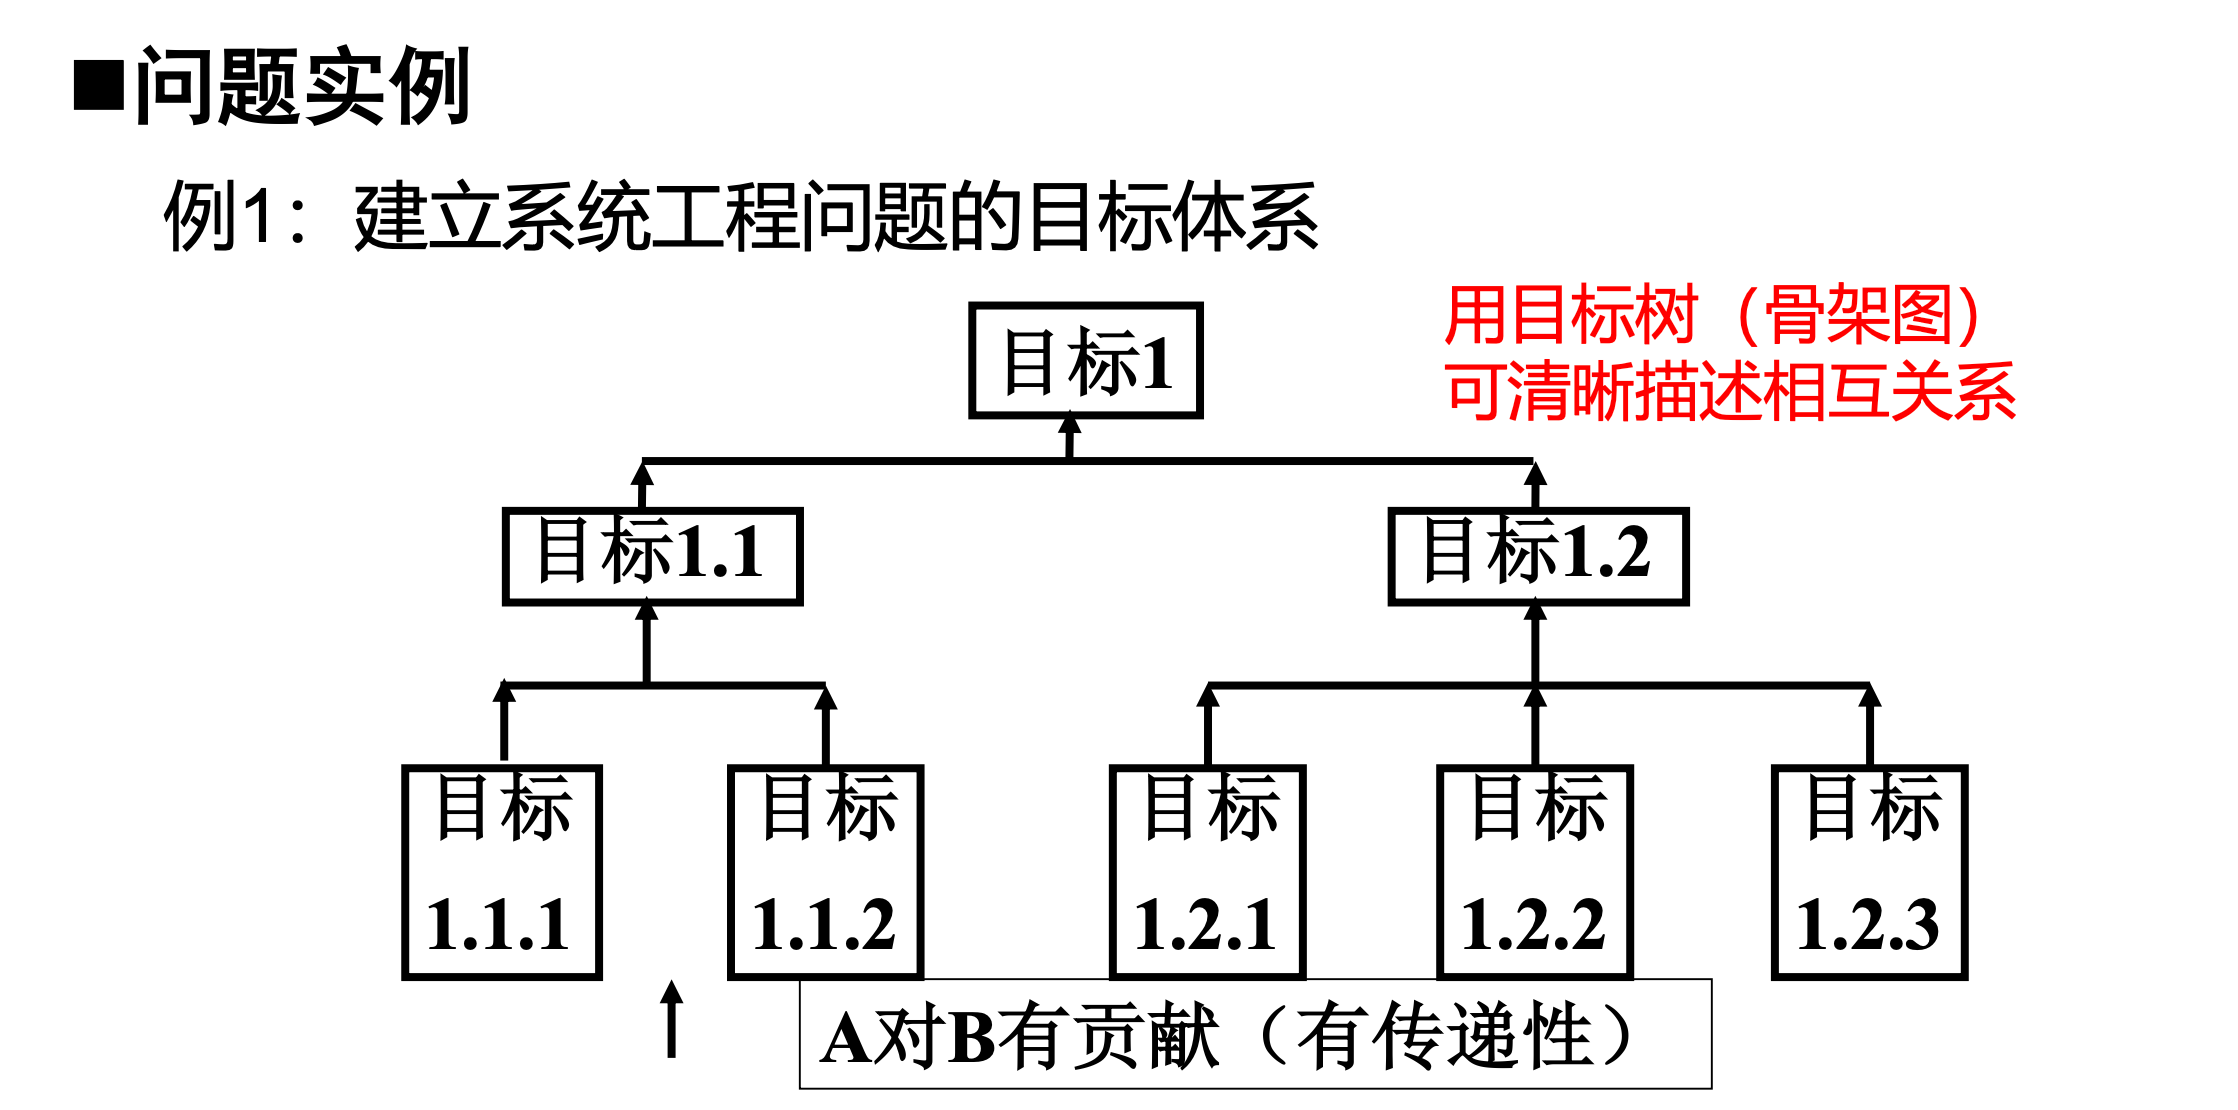 ■问题实例
例1：建立系统工程问题的目标体系
用目标树（骨架图）
可清晰描述相互关系
目标1
目标1.1
目标1.2
目标
1.1.1
目标
1.1.2
目标
1.2.1
目标
1.2.2
目标
1.2.3
A对B有贡献（有传递性）